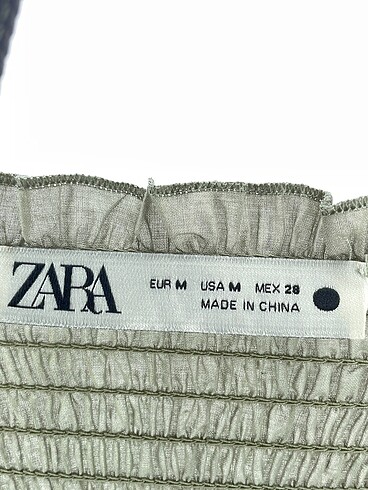 ZARA
EUR M USA M MEX 28
MADE IN CHINA